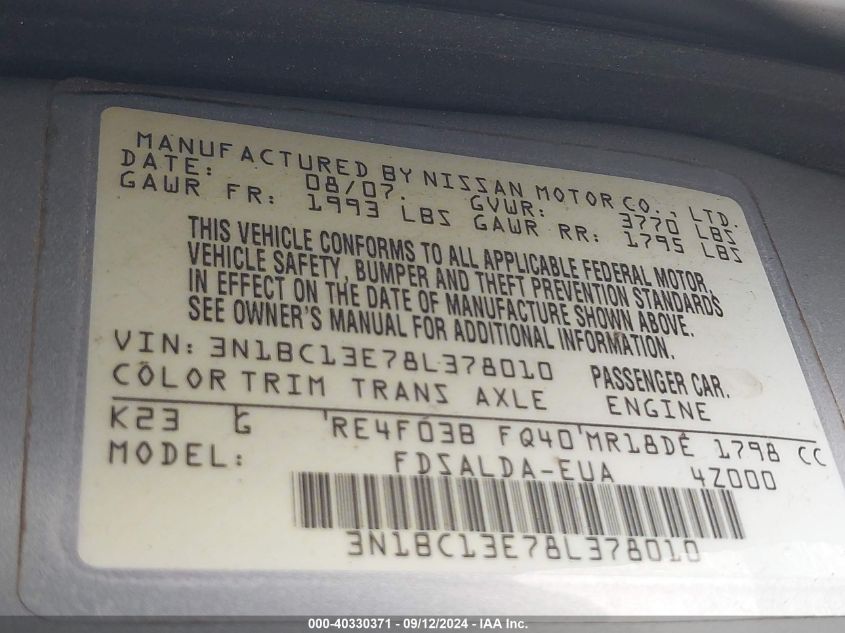 MANUFACTURED BY NISSAN MOTOR CO., LTD.
DATE: 08/07. GVWR: 3770 LBS
GAWR FR: 1993 LBS GAWR RR: 1795 LBS
THIS VEHICLE CONFORMS TO ALL APPLICABLE FEDERAL MOTOR
VEHICLE SAFETY, BUMPER AND THEFT PREVENTION STANDARDS
IN EFFECT ON THE DATE OF MANUFACTURE SHOWN ABOVE.
SEE OWNER'S MANUAL FOR ADDITIONAL INFORMATION.
VIN: 3N1BC13E78L378010 PASSENGER CAR.
COLOR TRIM TRANS AXLE ENGINE
K23 G RE4F03B FQ40 MR18DE 1798 CC
MODEL: FDSALDA-EUA 4Z000
3N1BC13E78L378010
000-40330371 - 09/12/2024 - IAA Inc.